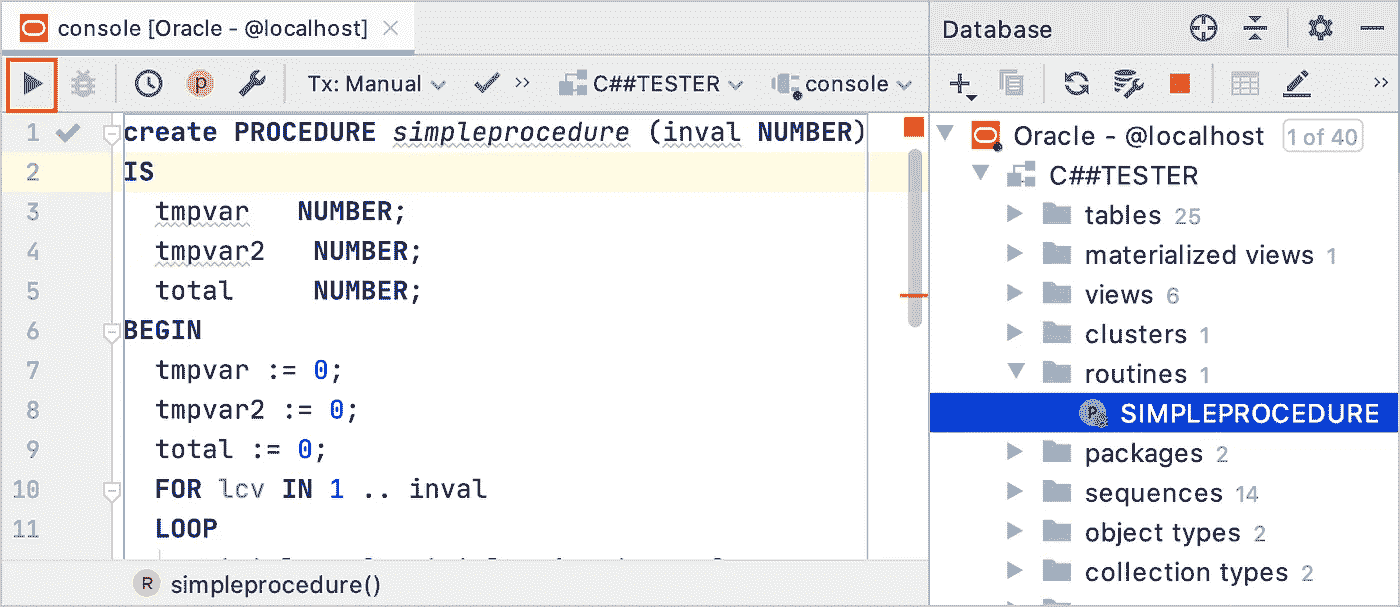 console [Oracle - @localhost]
Tx: Manual
C##TESTER
console
1 create PROCEDURE simpleprocedure (inval NUMBER)
2 IS
3 tmpvar NUMBER;
4 tmpvar2 NUMBER;
5 total NUMBER;
6 BEGIN
7 tmpvar := 0;
8 tmpvar2 := 0;
9 total := 0;
10 FOR lcv IN 1 .. inval
11 LOOP
R simpleprocedure()
Database
Oracle - @localhost 1 of 40
C##TESTER
tables 25
materialized views 1
views 6
clusters 1
routines 1
P SIMPLEPROCEDURE
packages 2
sequences 14
object types 2
collection types 2